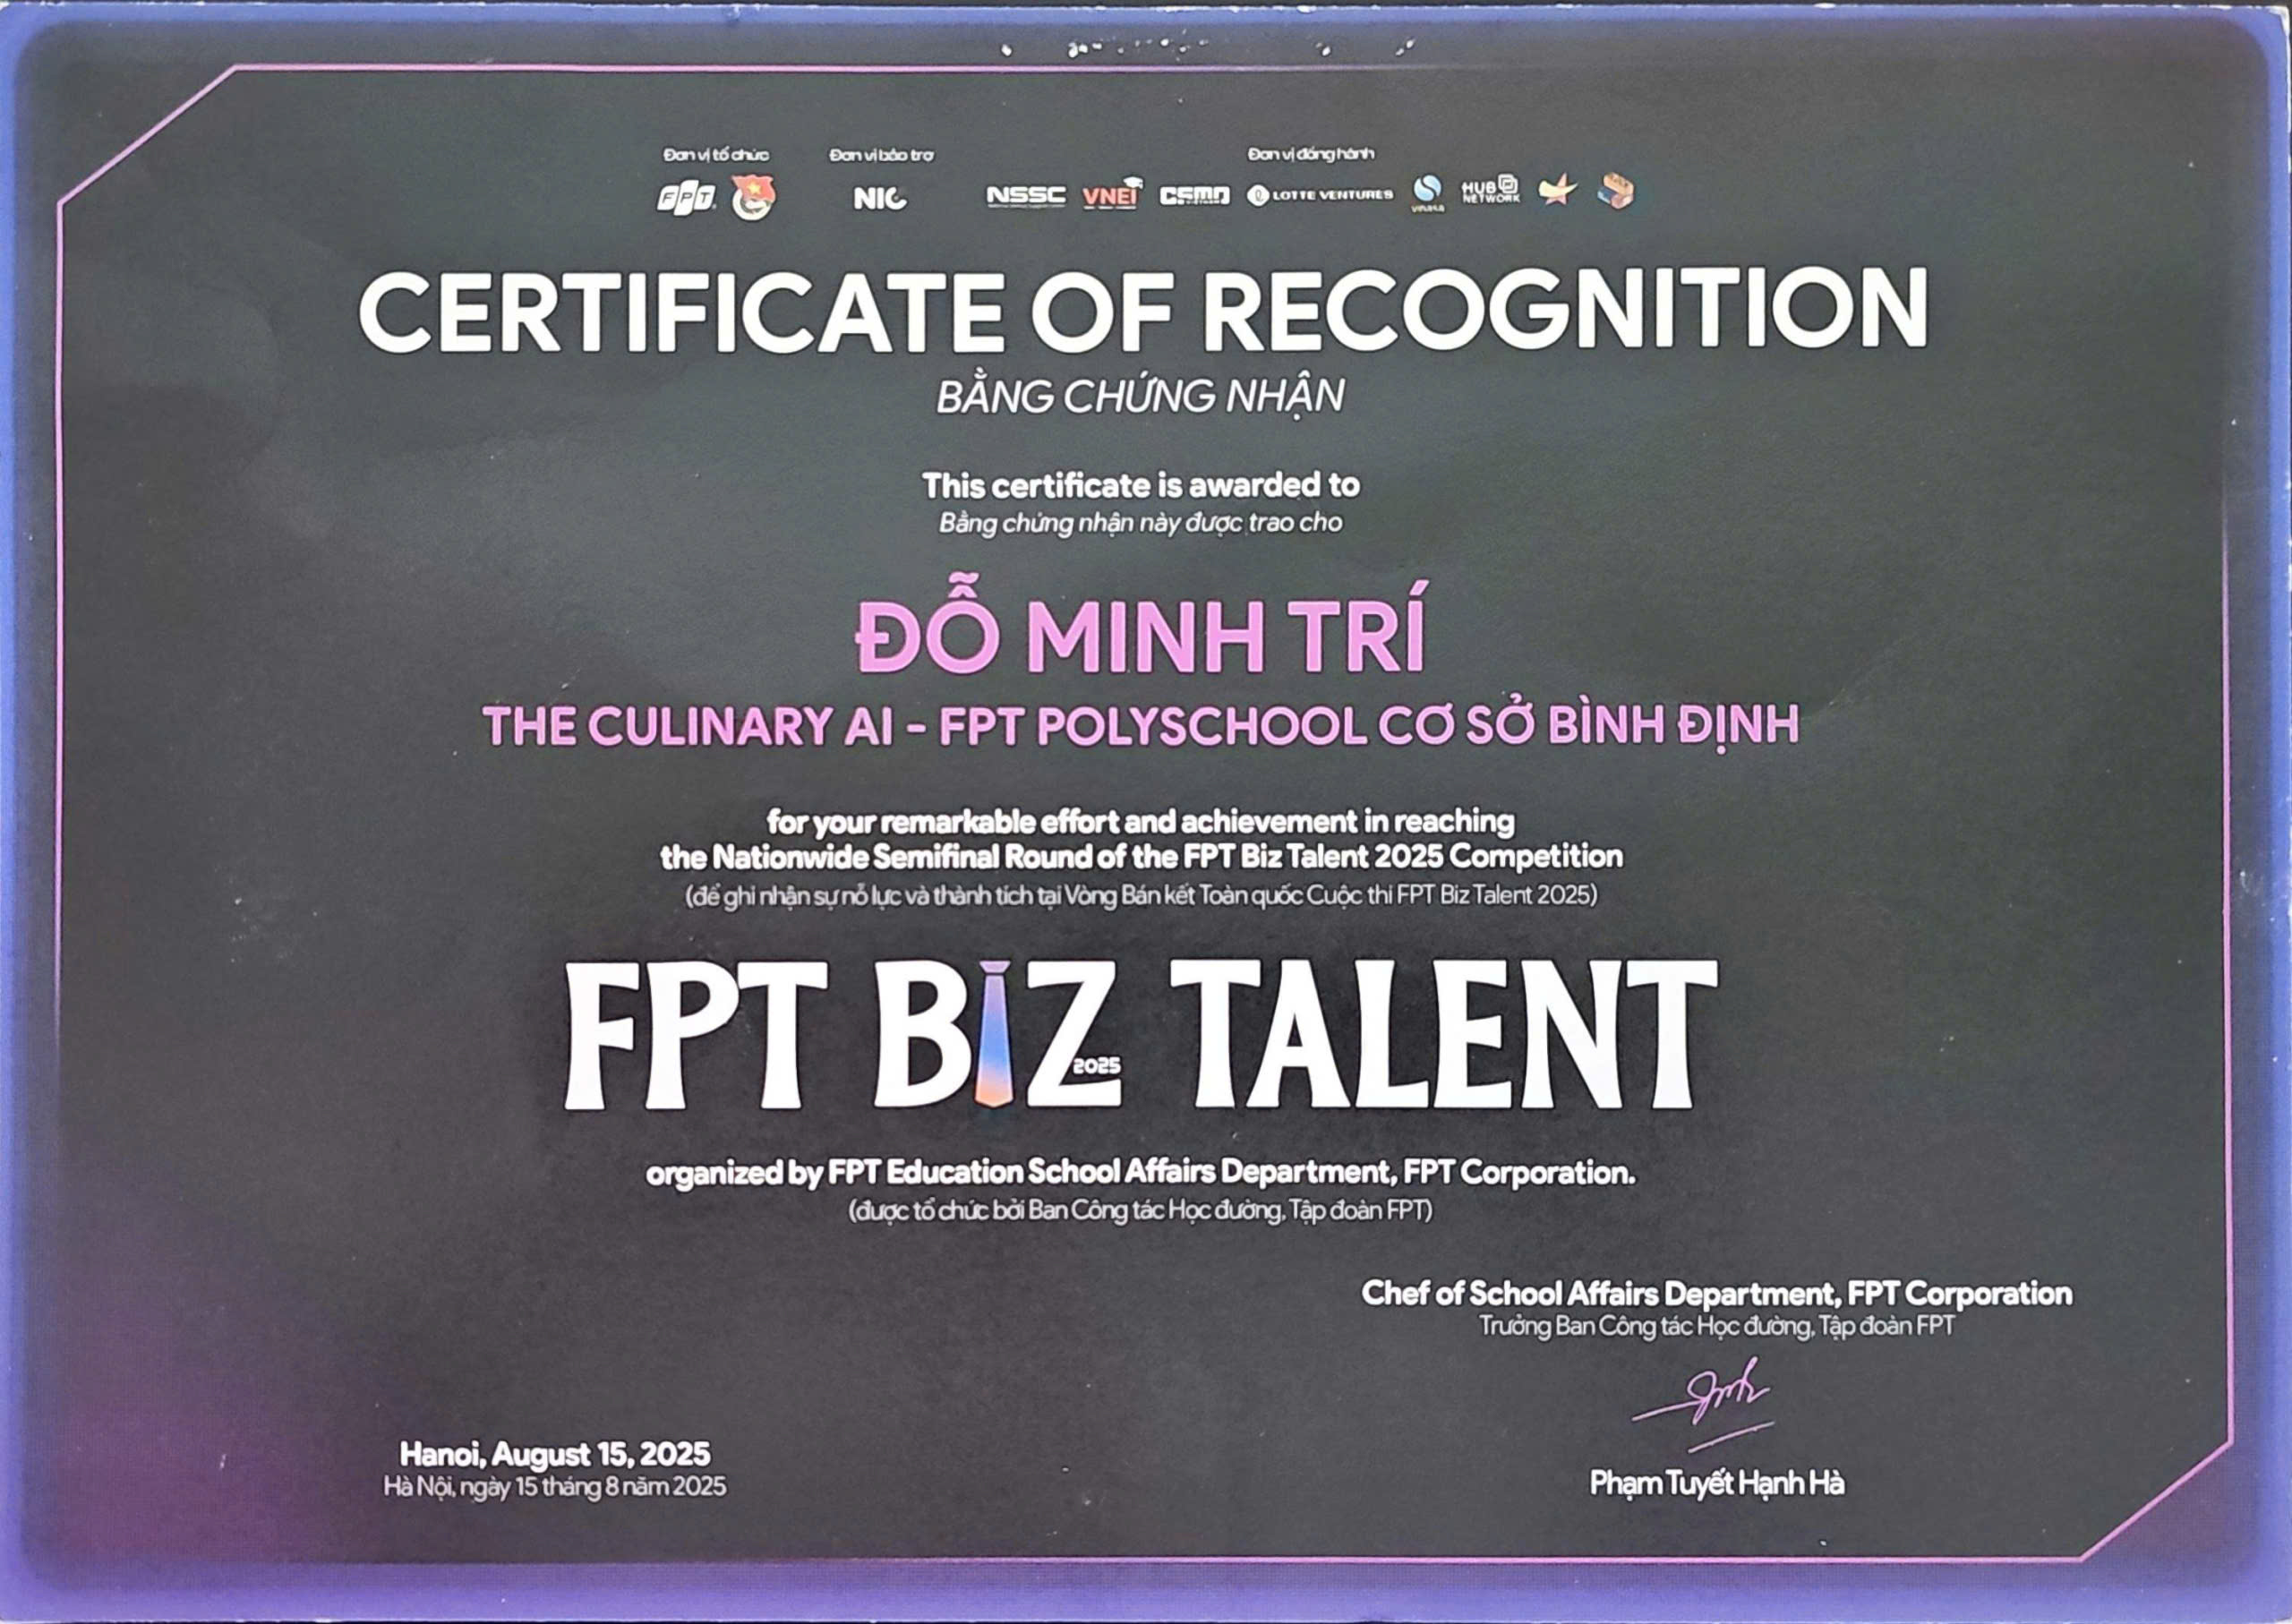 Đơn vị tổ chức
Đơn vị bảo trợ
Đơn vị đồng hành
FPT NIC NSSC VNEI LOTTE VENTURES VINASA HUB NETWORK
CERTIFICATE OF RECOGNITION
BẰNG CHỨNG NHẬN
This certificate is awarded to
Bằng chứng nhận này được trao cho
ĐỖ MINH TRÍ
THE CULINARY AI - FPT POLYSCHOOL CƠ SỞ BÌNH ĐỊNH
for your remarkable effort and achievement in reaching
the Nationwide Semifinal Round of the FPT Biz Talent 2025 Competition
(để ghi nhận sự nỗ lực và thành tích tại Vòng Bán kết Toàn quốc Cuộc thi FPT Biz Talent 2025)
FPT BIZ TALENT
2025
organized by FPT Education School Affairs Department, FPT Corporation.
(được tổ chức bởi Ban Công tác Học đường, Tập đoàn FPT)
Chef of School Affairs Department, FPT Corporation
Trưởng Ban Công tác Học đường, Tập đoàn FPT
Hanoi, August 15, 2025
Hà Nội, ngày 15 tháng 8 năm 2025
Phạm Tuyết Hạnh Hà